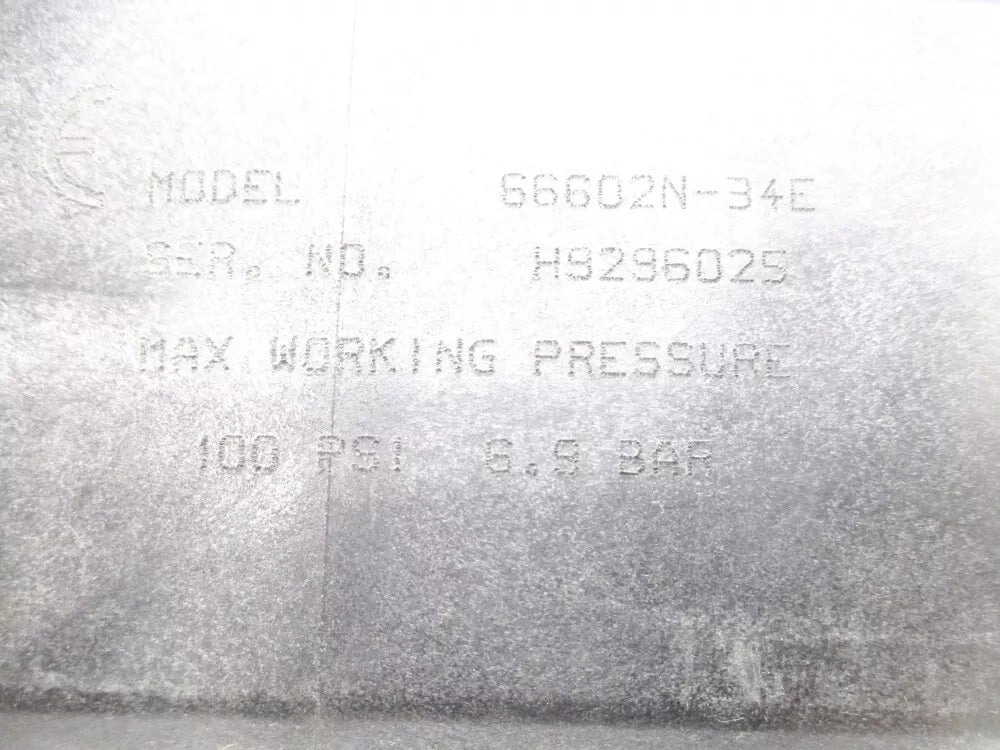 MODEL 66602N-34E
SER. NO. H9296025
MAX WORKING PRESSURE
100 PSI 6.9 BAR